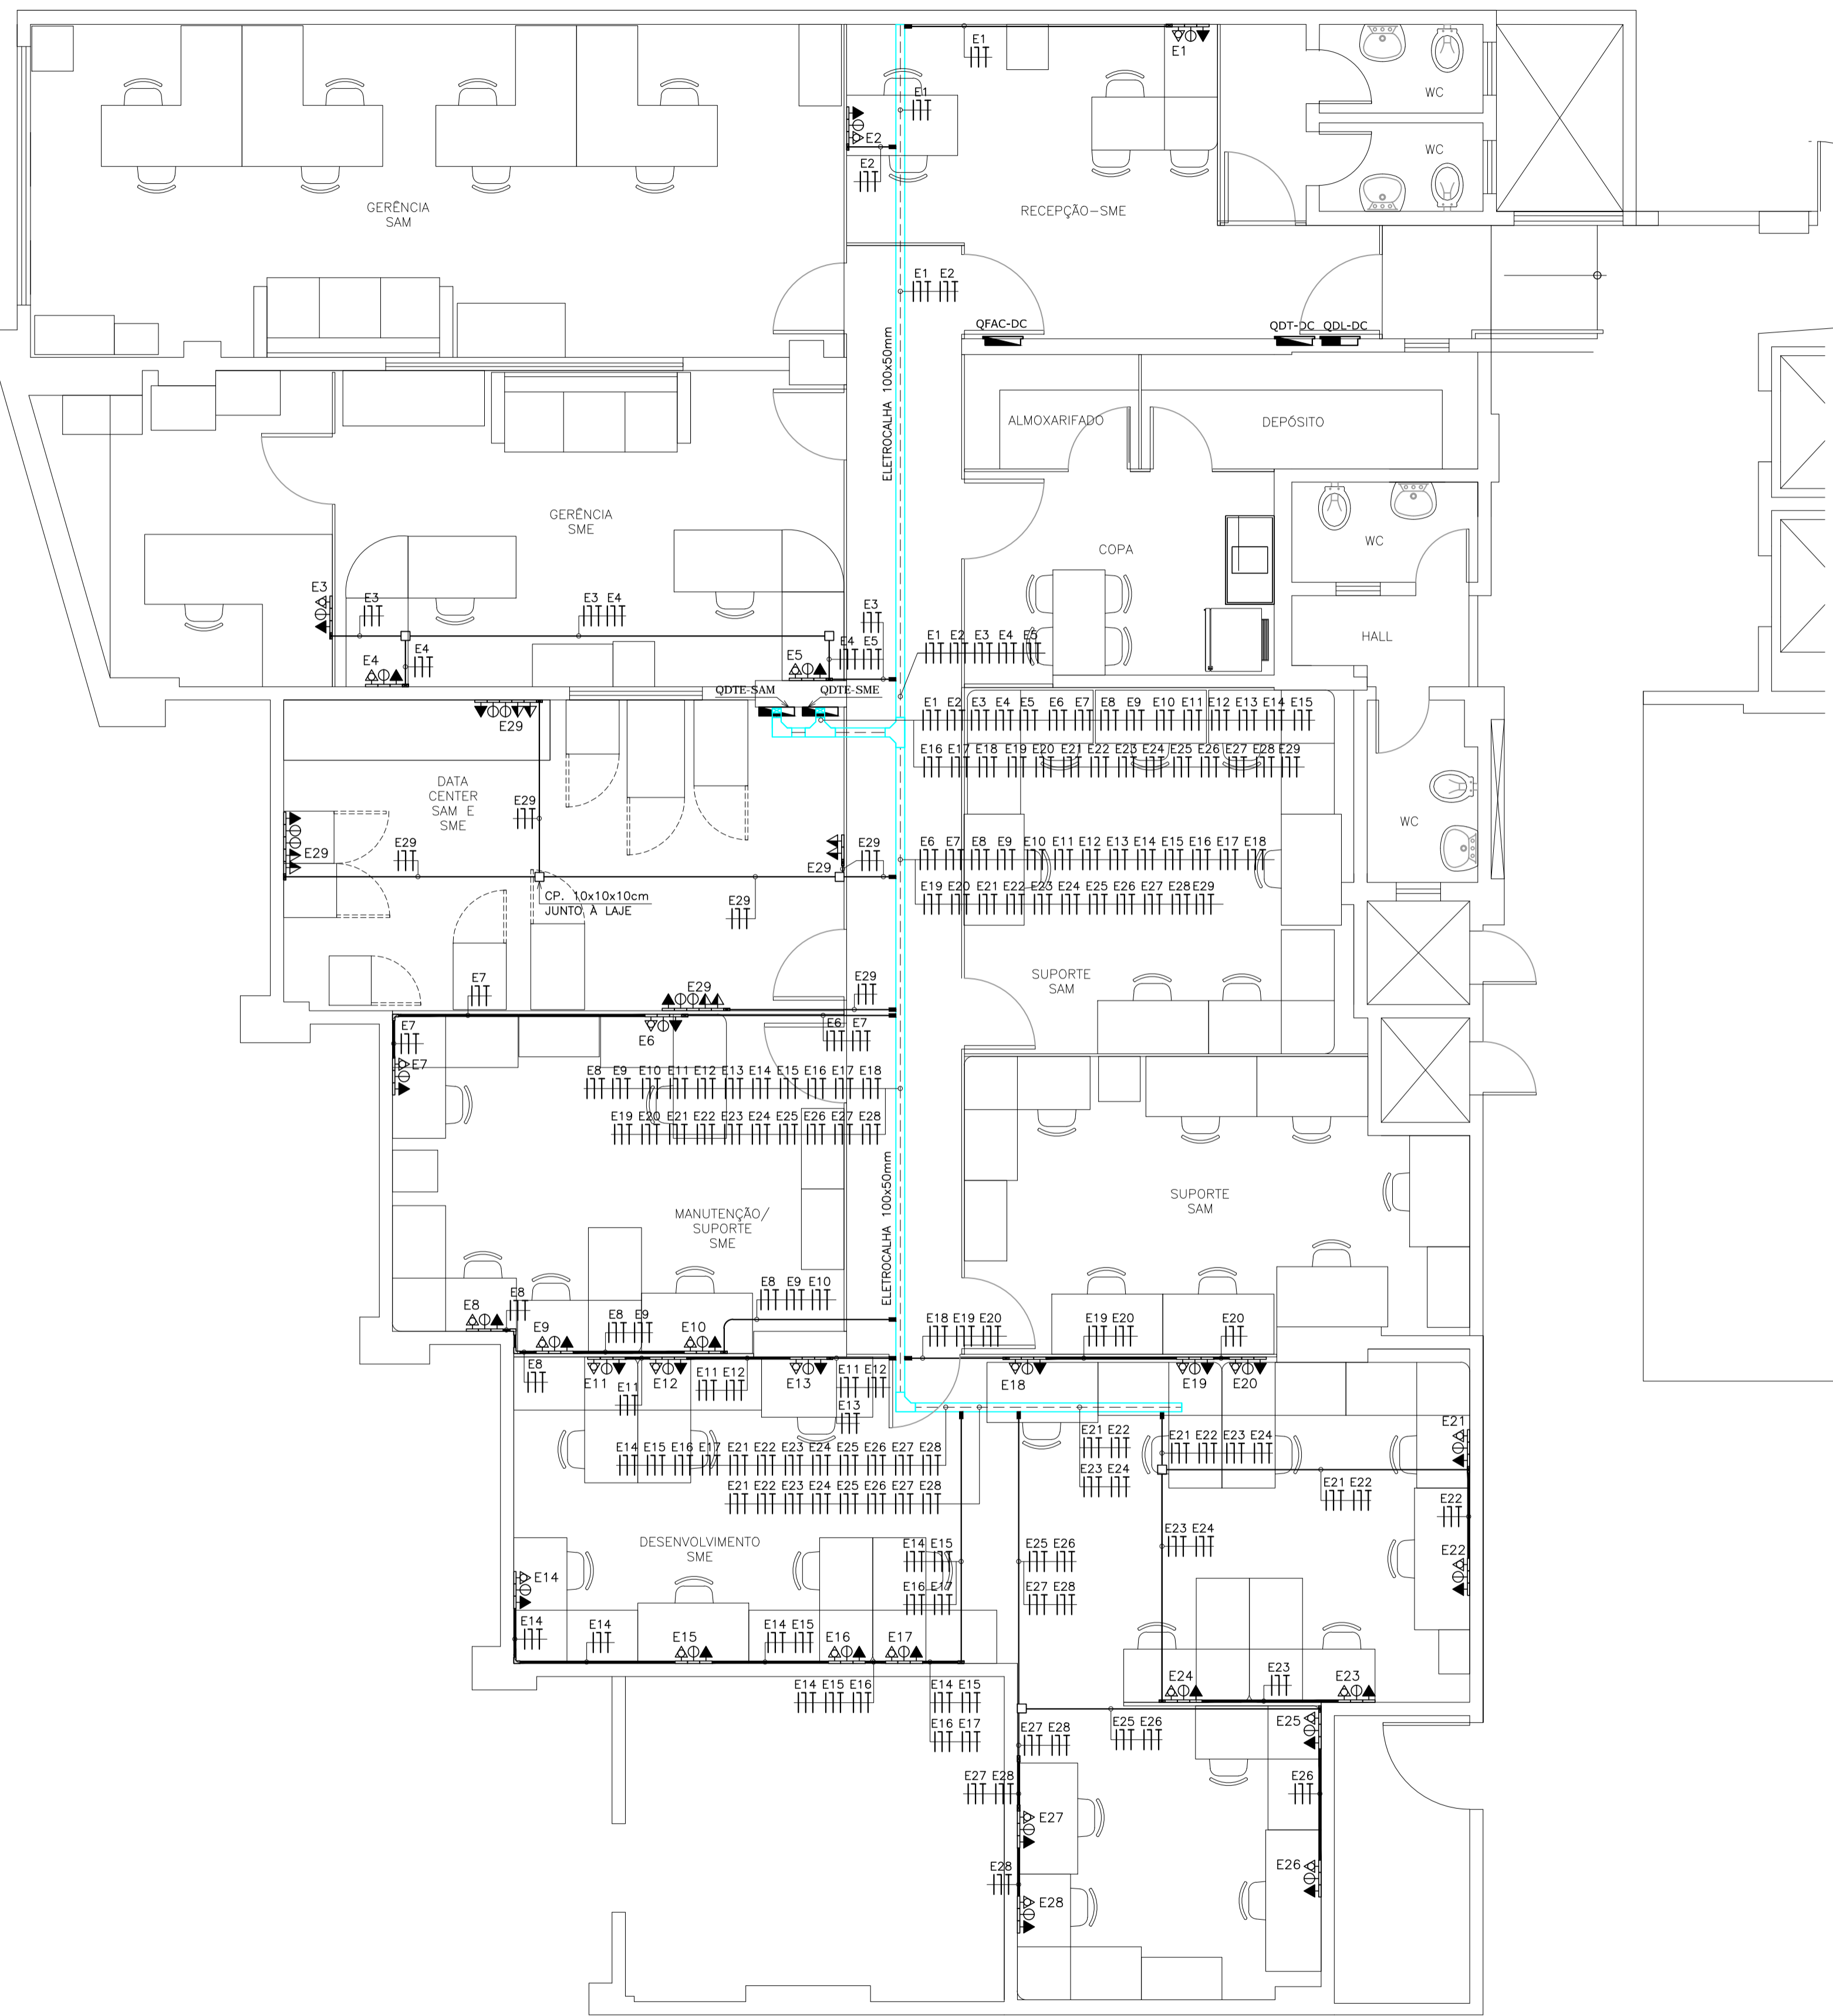 E1
E1
WC
E1
E2
WC
E2
GERÊNCIA
SAM
RECEPÇÃO-SME
E1 E2
QFAC-DC
QDT-DC QDL-DC
ELETROCALHA 100x50mm
ALMOXARIFADO
DEPÓSITO
GERÊNCIA
SME
WC
COPA
E3
E3
E3 E4
E3
HALL
E4
E4
E5
E4 E5
E1 E2 E3 E4 E5
QDTE-SAM
QDTE-SME
E29
E1 E2 E3 E4 E5 E6 E7 E8 E9 E10 E11 E12 E13 E14 E15
E16 E17 E18 E19 E20 E21 E22 E23 E24 E25 E26 E27 E28 E29
DATA
CENTER
SAM E
SME
E29
WC
E29
E29
E29
E29
E6 E7 E8 E9 E10 E11 E12 E13 E14 E15 E16 E17 E18
CP. 10x10x10cm
JUNTO À LAJE
E29
E19 E20 E21 E22 E23 E24 E25 E26 E27 E28 E29
SUPORTE
SAM
E7
E29
E29
E7
E7
E6
E6 E7
E8 E9 E10 E11 E12 E13 E14 E15 E16 E17 E18
E19 E20 E21 E22 E23 E24 E25 E26 E27 E28
ELETROCALHA 100x50mm
MANUTENÇÃO/
SUPORTE
SME
SUPORTE
SAM
E8 E9 E10
E8
E8
E9
E8 E9
E10
E18 E19 E20
E19 E20
E20
E8
E11
E11
E12
E11 E12
E13
E11 E12
E13
E18
E19
E20
E14 E15 E16 E17 E21 E22 E23 E24 E25 E26 E27 E28
E21 E22
E23 E24
E21 E22 E23 E24
E21
E21 E22 E23 E24 E25 E26 E27 E28
E21 E22
E22
DESENVOLVIMENTO
SME
E14 E15
E16 E17
E25 E26
E27 E28
E23 E24
E22
E14
E14
E14
E15
E14 E15
E16
E17
E14 E15 E16
E14 E15
E16 E17
E24
E23
E23
E25
E25 E26
E27 E28
E27 E28
E26
E27
E28
E26
E28